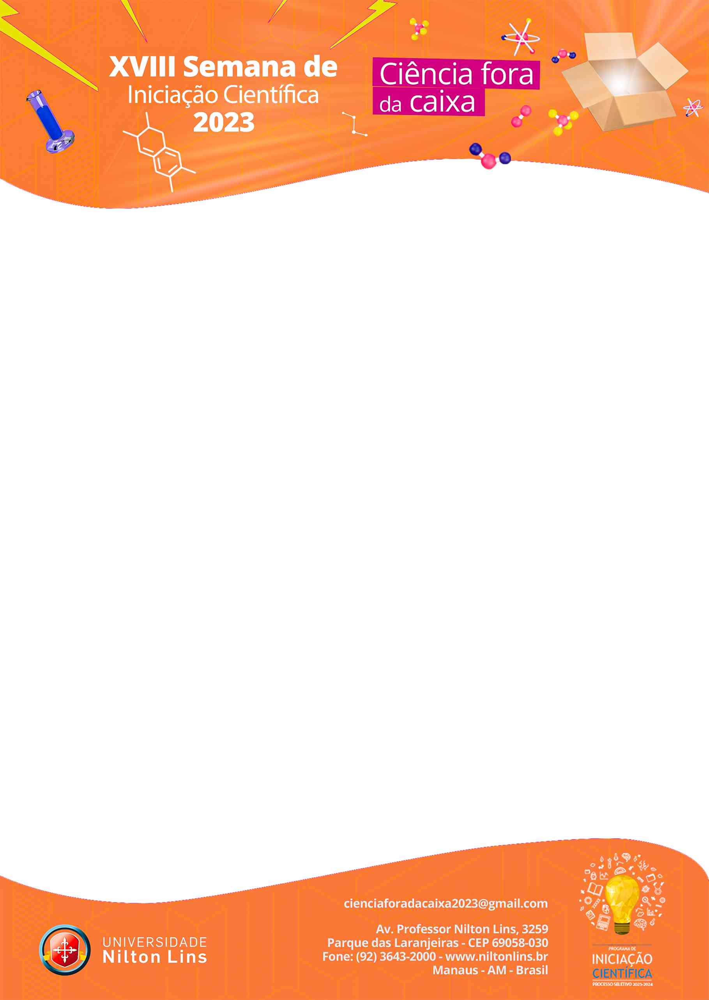 XVIII Semana de
Iniciação Científica
2023
Ciência fora
da caixa
cienciaforadacaixa2023@gmail.com
Av. Professor Nilton Lins, 3259
Parque das Laranjeiras - CEP 69058-030
Fone: (92) 3643-2000 - www.niltonlins.br
Manaus - AM - Brasil
UNIVERSIDADE
Nilton Lins
PROGRAMA DE
INICIAÇÃO
CIENTÍFICA
PROCESSO SELETIVO 2023-2024